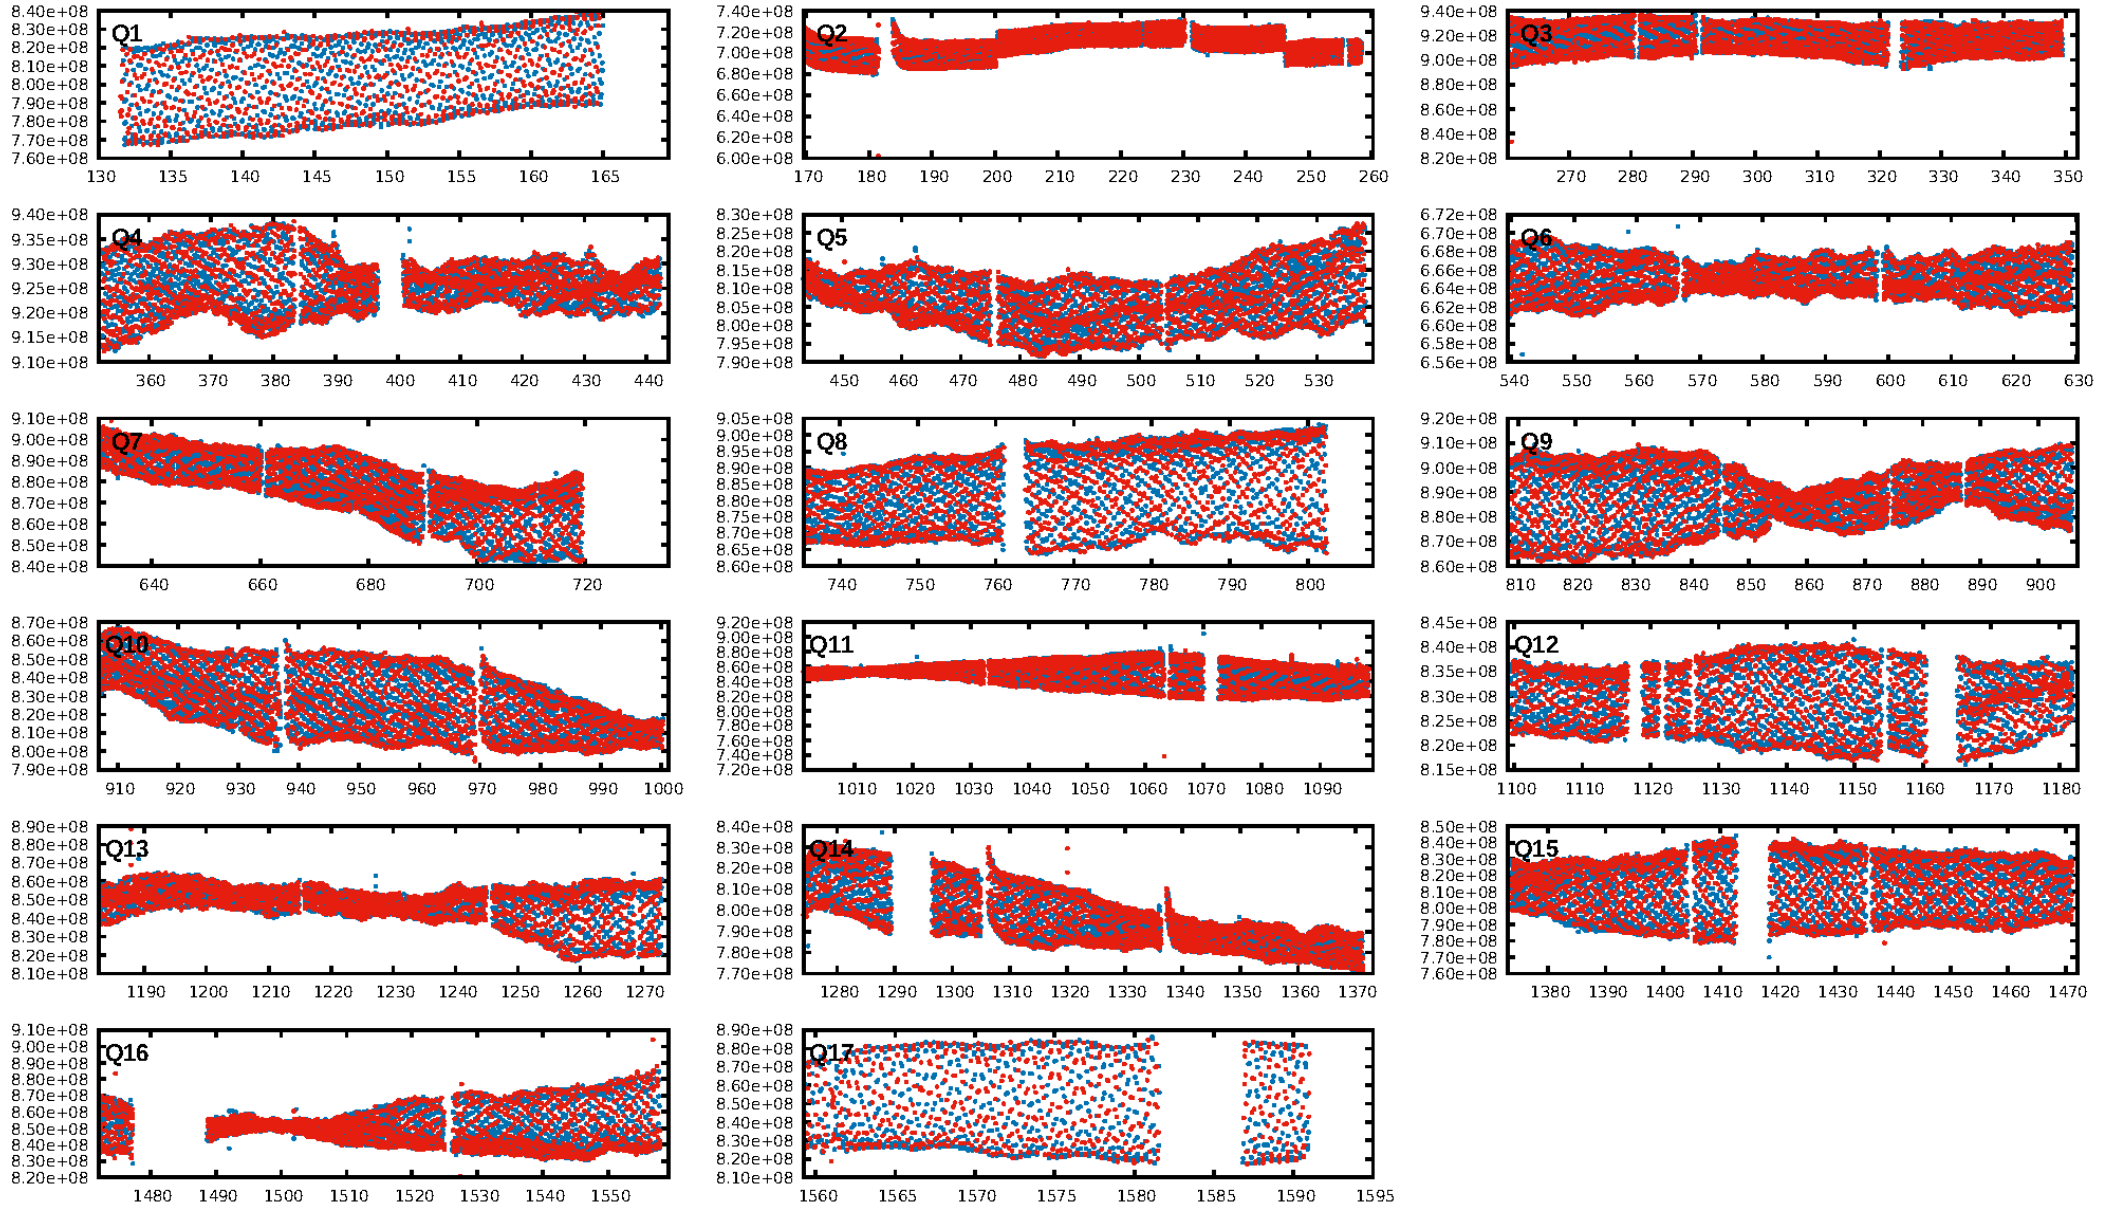 8.40e+08
8.30e+08
8.20e+08
8.10e+08
8.00e+08
7.90e+08
7.80e+08
7.70e+08
7.60e+08
Q1
130 135 140 145 150 155 160 165
7.40e+08
7.20e+08
7.00e+08
6.80e+08
6.60e+08
6.40e+08
6.20e+08
6.00e+08
Q2
170 180 190 200 210 220 230 240 250 260
9.40e+08
9.20e+08
9.00e+08
8.80e+08
8.60e+08
8.40e+08
8.20e+08
Q3
270 280 290 300 310 320 330 340 350
9.40e+08
9.35e+08
9.30e+08
9.25e+08
9.20e+08
9.15e+08
9.10e+08
Q4
360 370 380 390 400 410 420 430 440
8.30e+08
8.25e+08
8.20e+08
8.15e+08
8.10e+08
8.05e+08
8.00e+08
7.95e+08
7.90e+08
Q5
450 460 470 480 490 500 510 520 530
6.72e+08
6.70e+08
6.68e+08
6.66e+08
6.64e+08
6.62e+08
6.60e+08
6.58e+08
6.56e+08
Q6
540 550 560 570 580 590 600 610 620 630
9.10e+08
9.00e+08
8.90e+08
8.80e+08
8.70e+08
8.60e+08
8.50e+08
8.40e+08
Q7
640 660 680 700 720
9.05e+08
9.00e+08
8.95e+08
8.90e+08
8.85e+08
8.80e+08
8.75e+08
8.70e+08
8.65e+08
8.60e+08
Q8
740 750 760 770 780 790 800
9.20e+08
9.10e+08
9.00e+08
8.90e+08
8.80e+08
8.70e+08
8.60e+08
Q9
810 820 830 840 850 860 870 880 890 900
8.70e+08
8.60e+08
8.50e+08
8.40e+08
8.30e+08
8.20e+08
8.10e+08
8.00e+08
7.90e+08
Q10
910 920 930 940 950 960 970 980 990 1000
9.20e+08
9.00e+08
8.80e+08
8.60e+08
8.40e+08
8.20e+08
8.00e+08
7.80e+08
7.60e+08
7.40e+08
7.20e+08
Q11
1010 1020 1030 1040 1050 1060 1070 1080 1090
8.45e+08
8.40e+08
8.35e+08
8.30e+08
8.25e+08
8.20e+08
8.15e+08
Q12
1100 1110 1120 1130 1140 1150 1160 1170 1180
8.90e+08
8.80e+08
8.70e+08
8.60e+08
8.50e+08
8.40e+08
8.30e+08
8.20e+08
8.10e+08
Q13
1190 1200 1210 1220 1230 1240 1250 1260 1270
8.40e+08
8.30e+08
8.20e+08
8.10e+08
8.00e+08
7.90e+08
7.80e+08
7.70e+08
Q14
1280 1290 1300 1310 1320 1330 1340 1350 1360 1370
8.50e+08
8.40e+08
8.30e+08
8.20e+08
8.10e+08
8.00e+08
7.90e+08
7.80e+08
7.70e+08
7.60e+08
Q15
1380 1390 1400 1410 1420 1430 1440 1450 1460 1470
9.10e+08
9.00e+08
8.90e+08
8.80e+08
8.70e+08
8.60e+08
8.50e+08
8.40e+08
8.30e+08
8.20e+08
Q16
1480 1490 1500 1510 1520 1530 1540 1550
8.90e+08
8.80e+08
8.70e+08
8.60e+08
8.50e+08
8.40e+08
8.30e+08
8.20e+08
8.10e+08
Q17
1560 1565 1570 1575 1580 1585 1590 1595